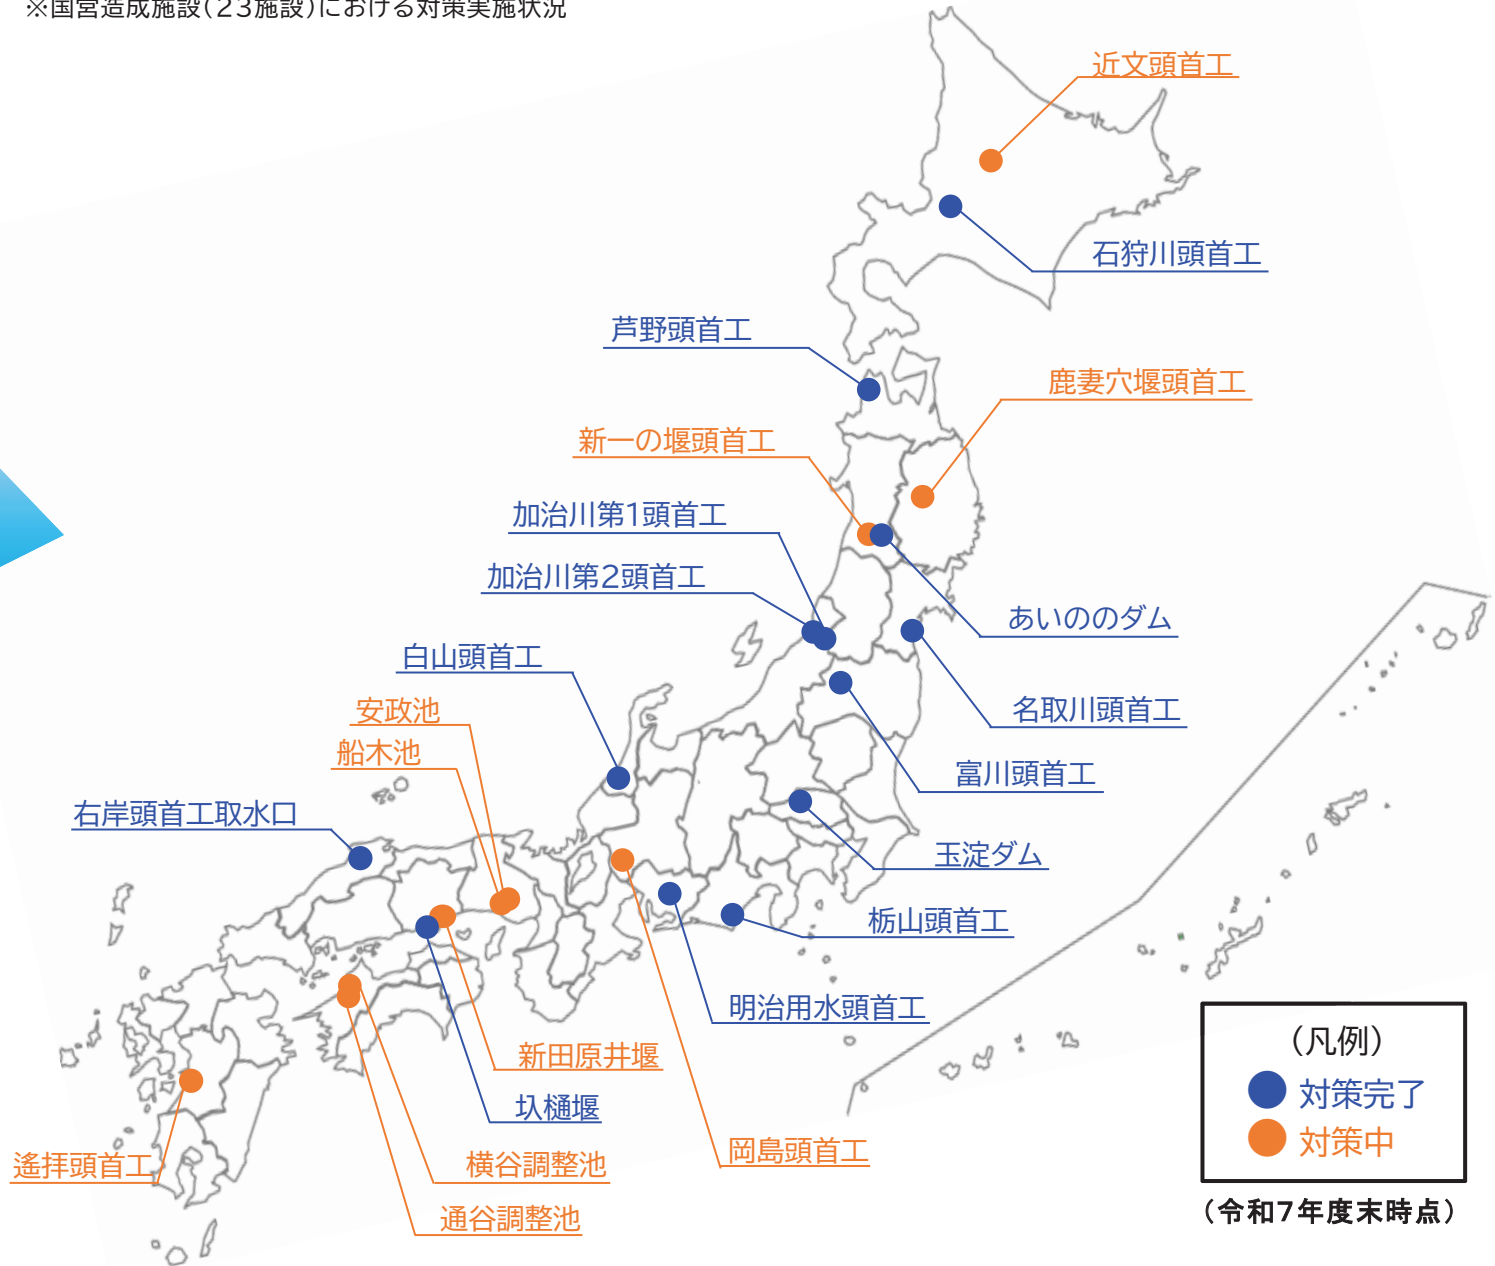 ※国営造成施設(23施設)における対策実施状況
近文頭首工
石狩川頭首工
芦野頭首工
鹿妻穴堰頭首工
新一の堰頭首工
加治川第1頭首工
加治川第2頭首工
あいののダム
白山頭首工
名取川頭首工
安政池
船木池
富川頭首工
右岸頭首工取水口
玉淀ダム
栃山頭首工
明治用水頭首工
新田原井堰
圦樋堰
岡島頭首工
横谷調整池
遙拝頭首工
通谷調整池
(凡例)
対策完了
対策中
(令和7年度末時点)